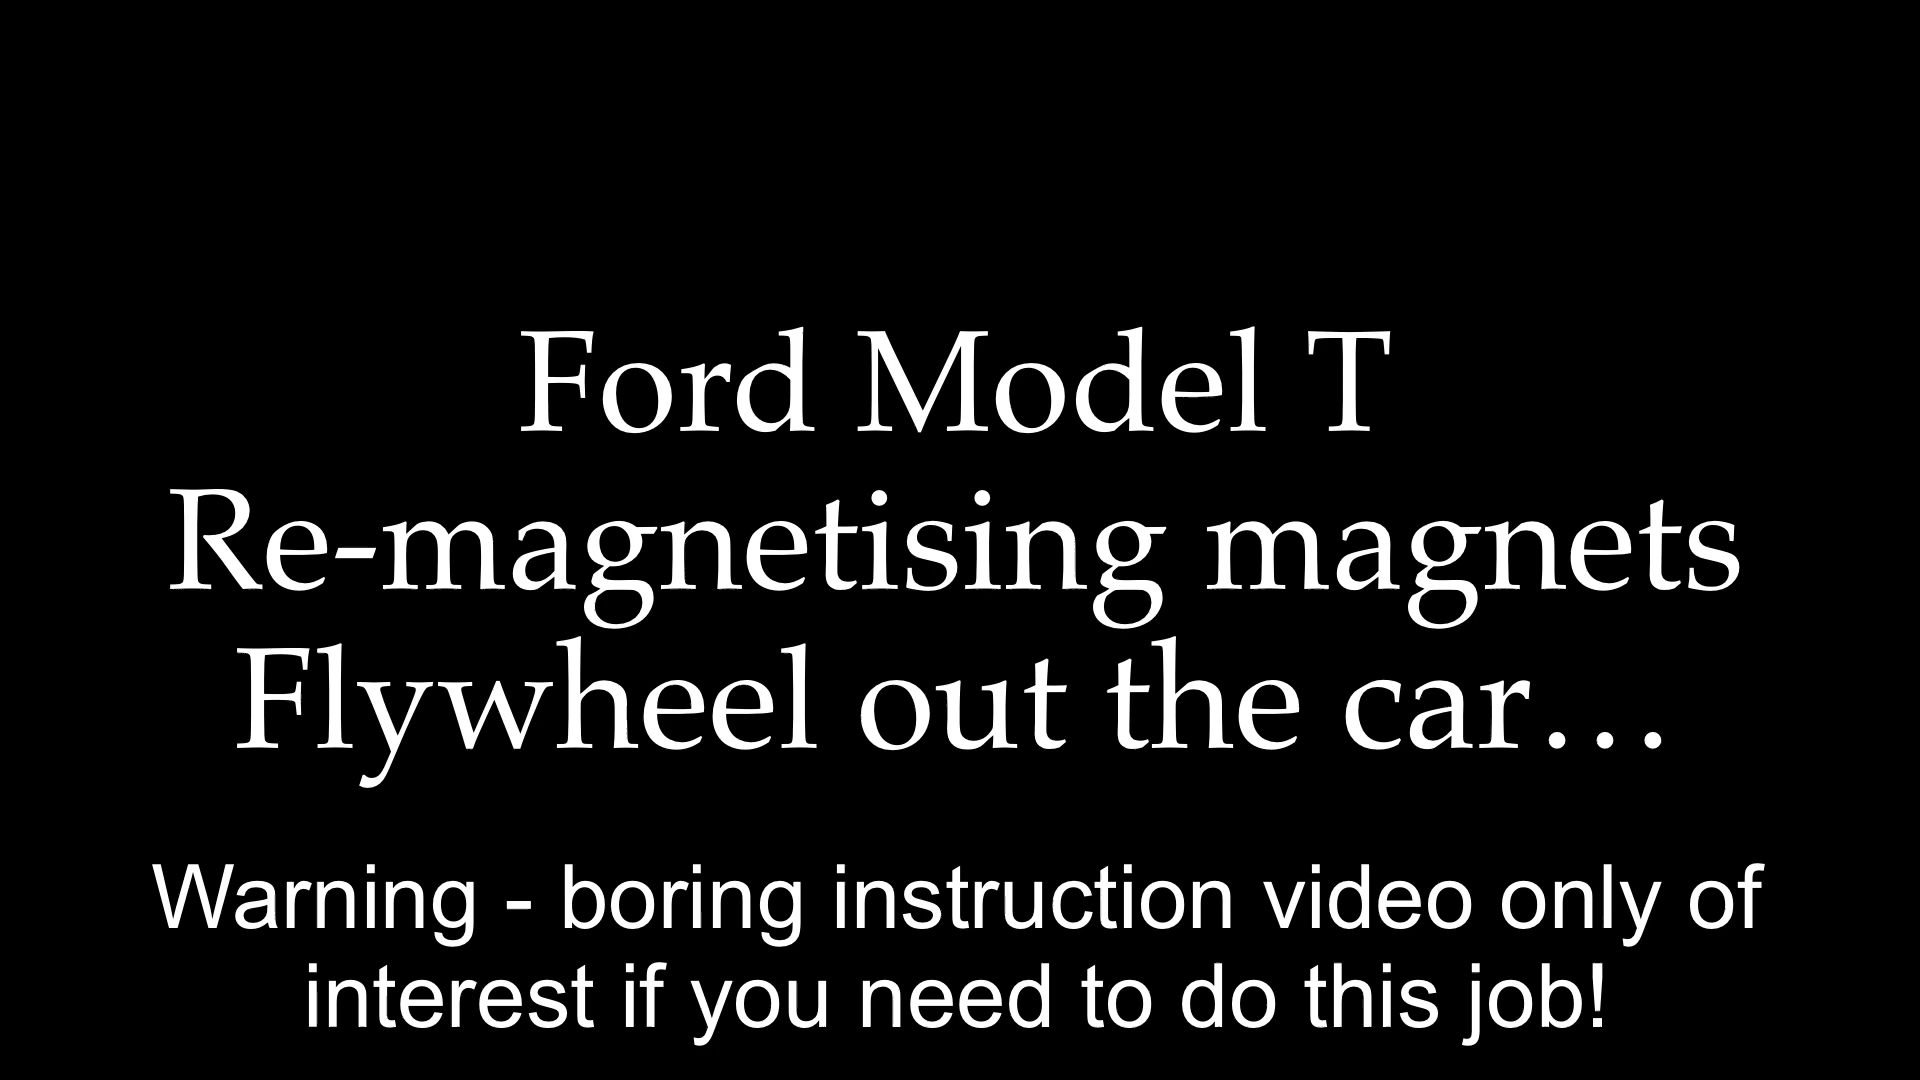 Ford Model T
Re-magnetising magnets
Flywheel out the car…
Warning - boring instruction video only of
interest if you need to do this job!